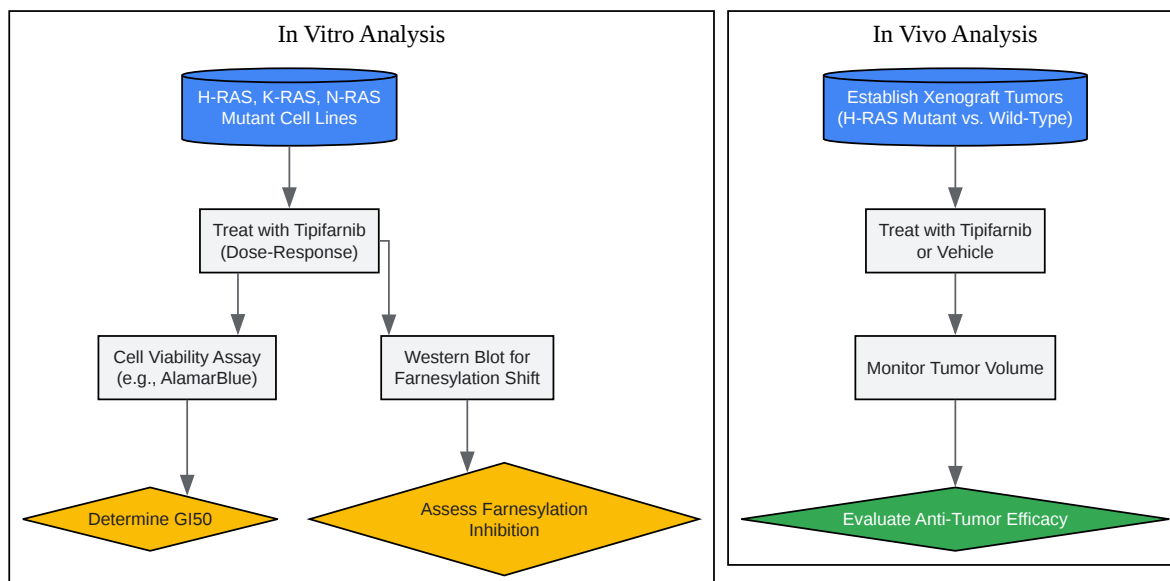 In Vitro Analysis
H-RAS, K-RAS, N-RAS
Mutant Cell Lines
Treat with Tipifarnib
(Dose-Response)
Cell Viability Assay
(e.g., AlamarBlue)
Western Blot for
Farnesylation Shift
Determine GI50
Assess Farnesylation
Inhibition
In Vivo Analysis
Establish Xenograft Tumors
(H-RAS Mutant vs. Wild-Type)
Treat with Tipifarnib
or Vehicle
Monitor Tumor Volume
Evaluate Anti-Tumor Efficacy